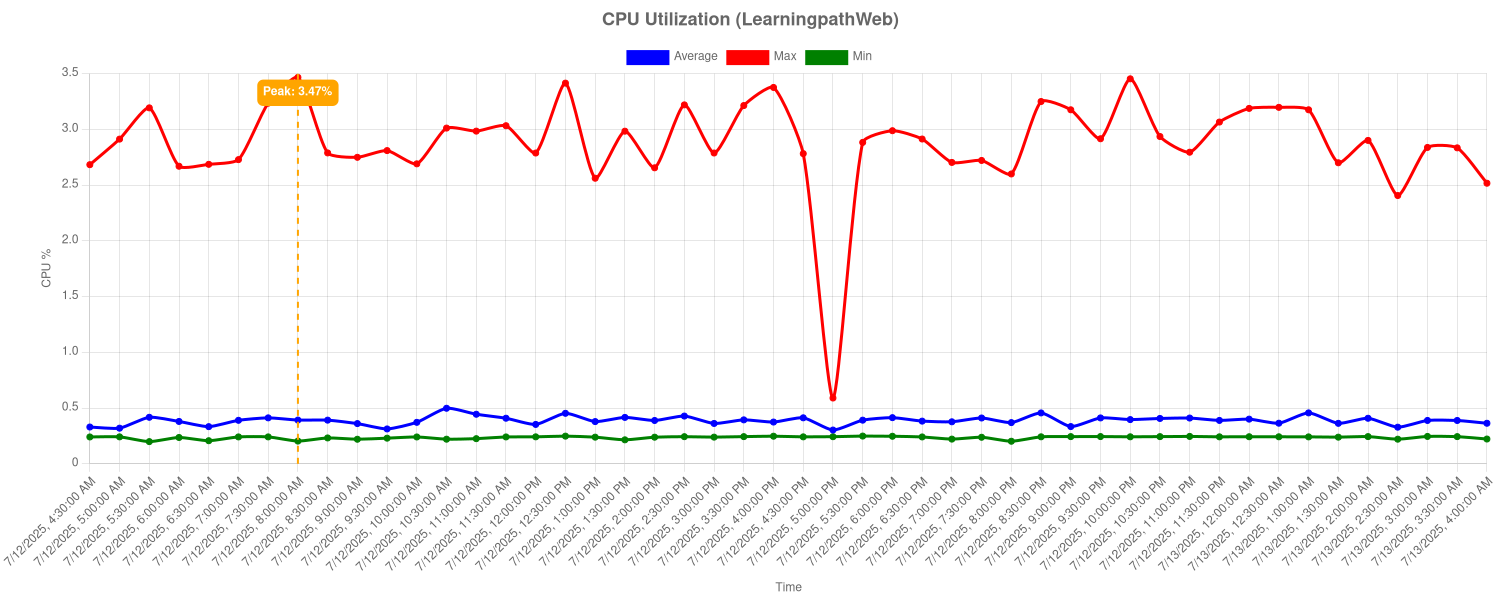 CPU Utilization (LearningpathWeb)
Average Max Min
3.5
Peak: 3.47%
3.0
2.5
2.0
CPU %
1.5
1.0
0.5
0
7/12/2025, 4:30:00 AM
7/12/2025, 5:00:00 AM
7/12/2025, 5:30:00 AM
7/12/2025, 6:00:00 AM
7/12/2025, 6:30:00 AM
7/12/2025, 7:00:00 AM
7/12/2025, 7:30:00 AM
7/12/2025, 8:00:00 AM
7/12/2025, 8:30:00 AM
7/12/2025, 9:00:00 AM
7/12/2025, 9:30:00 AM
7/12/2025, 10:00:00 AM
7/12/2025, 10:30:00 AM
7/12/2025, 11:00:00 AM
7/12/2025, 11:30:00 AM
7/12/2025, 12:00:00 PM
7/12/2025, 12:30:00 PM
7/12/2025, 1:00:00 PM
7/12/2025, 1:30:00 PM
7/12/2025, 2:00:00 PM
7/12/2025, 2:30:00 PM
7/12/2025, 3:00:00 PM
7/12/2025, 3:30:00 PM
7/12/2025, 4:00:00 PM
7/12/2025, 4:30:00 PM
7/12/2025, 5:00:00 PM
7/12/2025, 5:30:00 PM
7/12/2025, 6:00:00 PM
7/12/2025, 6:30:00 PM
7/12/2025, 7:00:00 PM
7/12/2025, 7:30:00 PM
7/12/2025, 8:00:00 PM
7/12/2025, 8:30:00 PM
7/12/2025, 9:00:00 PM
7/12/2025, 9:30:00 PM
7/12/2025, 10:00:00 PM
7/12/2025, 10:30:00 PM
7/12/2025, 11:00:00 PM
7/12/2025, 11:30:00 PM
7/13/2025, 12:00:00 AM
7/13/2025, 12:30:00 AM
7/13/2025, 1:00:00 AM
7/13/2025, 1:30:00 AM
7/13/2025, 2:00:00 AM
7/13/2025, 2:30:00 AM
7/13/2025, 3:00:00 AM
7/13/2025, 3:30:00 AM
7/13/2025, 4:00:00 AM
Time